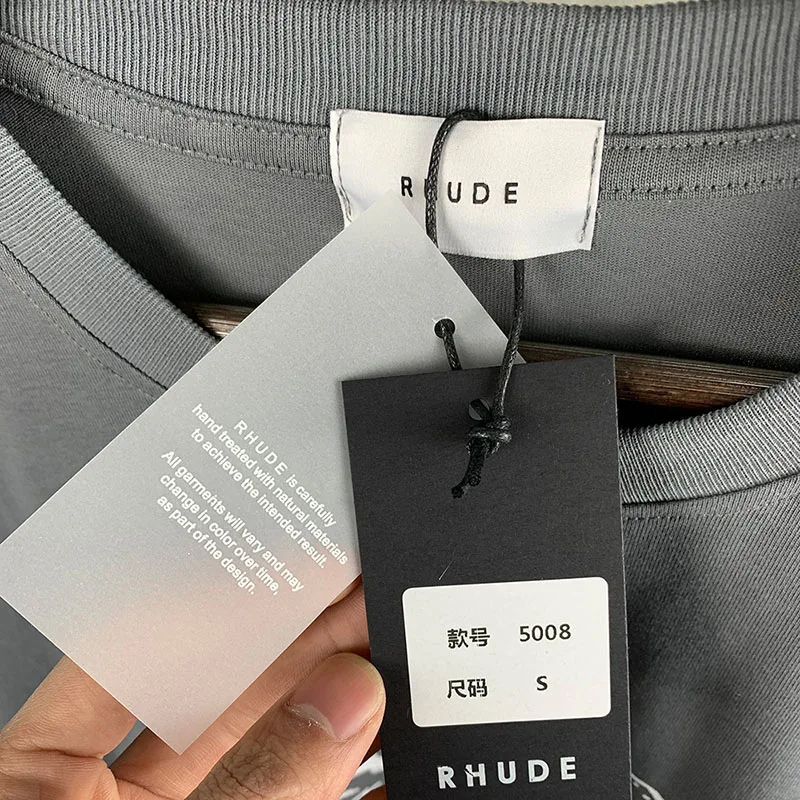 RHUDE
RHUDE is carefully
hand treated with natural materials
to achieve the intended result.
All garments will vary and may
change in color over time,
as part of the design.
款号 5008
尺码 S
RHUDE